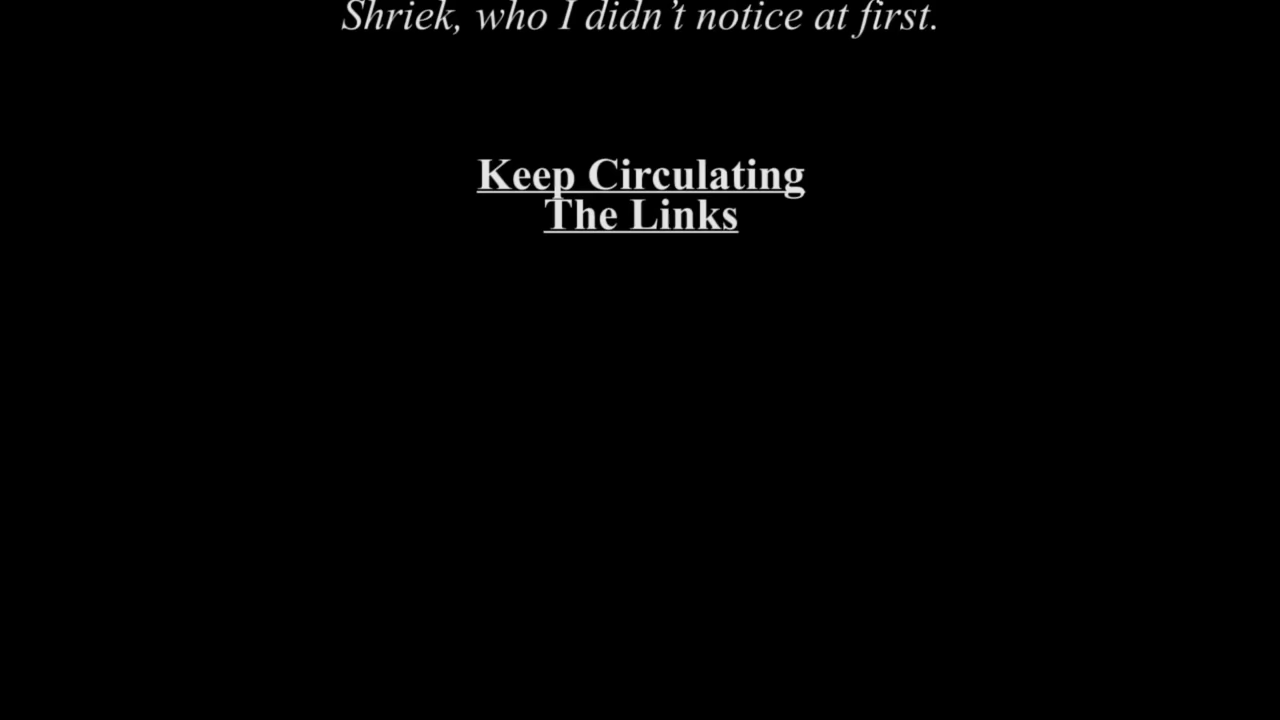 Shriek, who I didn’t notice at first.
Keep Circulating
The Links